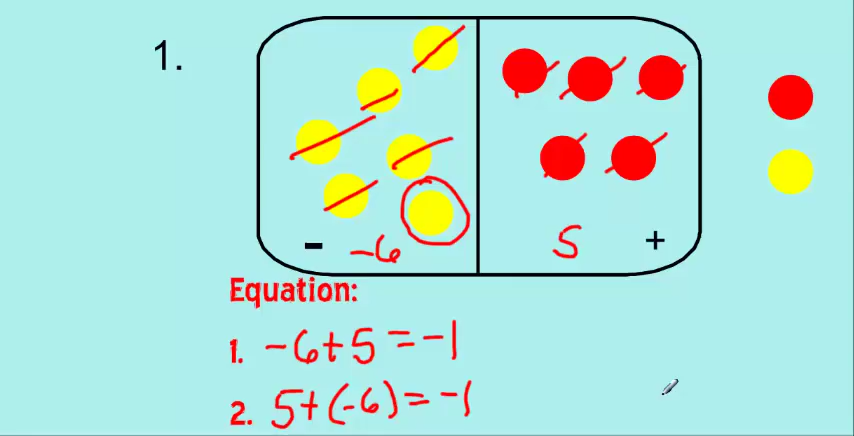 1.
- -6 5 +
Equation:
1. -6+5=-1
2. 5+(-6)=-1